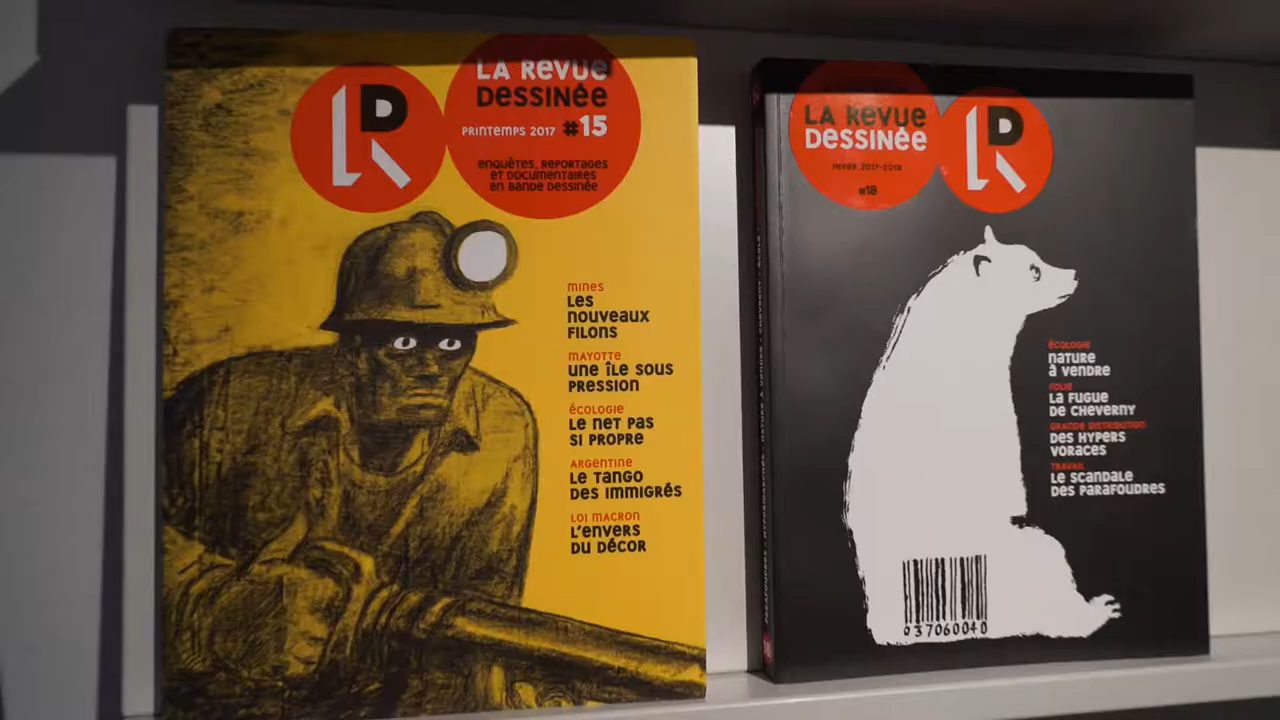 LA REVUE
DESSINÉE
PRINTEMPS 2017 #15
ENQUÊTES, REPORTAGES
ET DOCUMENTAIRES
EN BANDE DESSINÉE
MINES
LES
NOUVEAUX
FILONS
MAYOTTE
UNE ÎLE SOUS
PRESSION
ÉCOLOGIE
LE NET PAS
SI PROPRE
ARGENTINE
LE TANGO
DES IMMIGRÉS
LOI MACRON
L'ENVERS
DU DÉCOR
LA REVUE
DESSINÉE
HIVER 2017-2018
#18
ÉCOLOGIE
NATURE
À VENDRE
FOLIE
LA FUGUE
DE CHEVERNY
GRANDE DISTRIBUTION
DES HYPERS
VORACES
TRAVAIL
LE SCANDALE
DES PARAFOUDRES
037060040